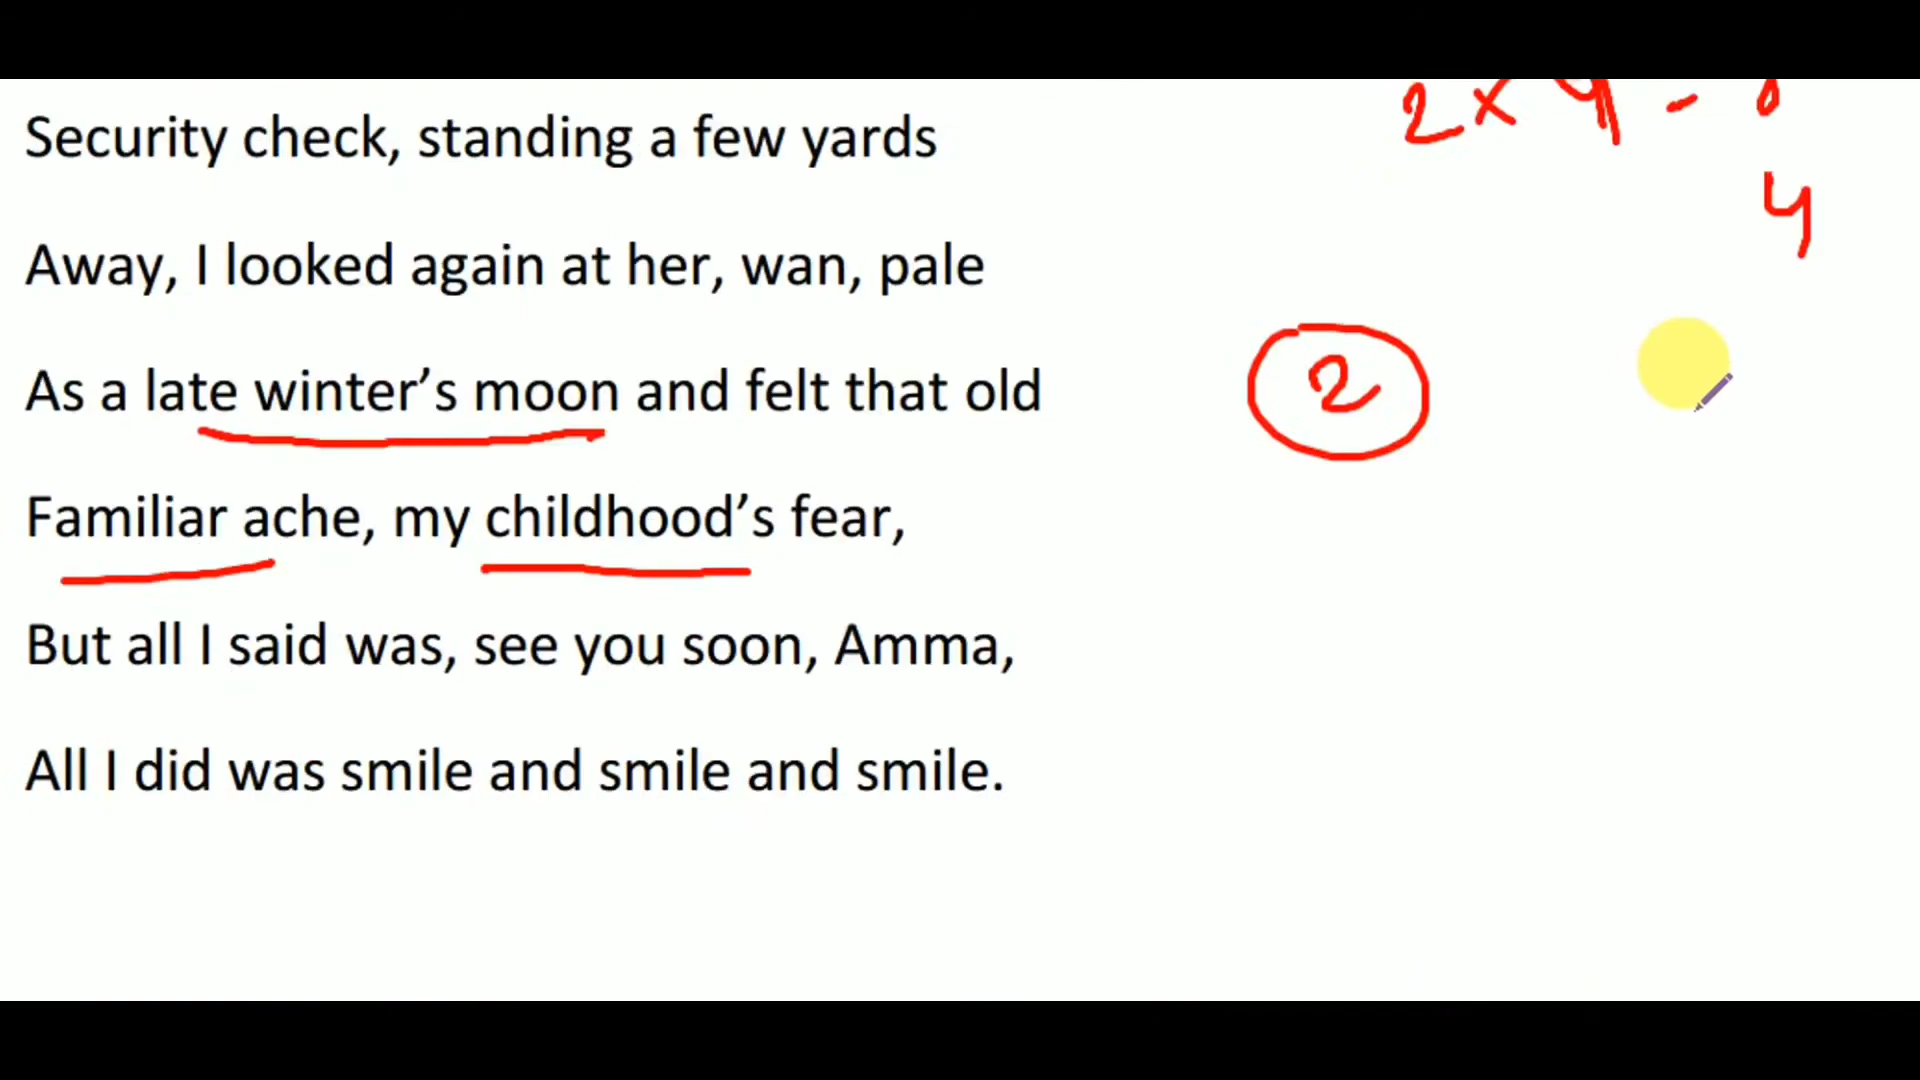 2 × 4 -
Security check, standing a few yards
4
Away, I looked again at her, wan, pale
As a late winter’s moon and felt that old
2
Familiar ache, my childhood’s fear,
But all I said was, see you soon, Amma,
All I did was smile and smile and smile.